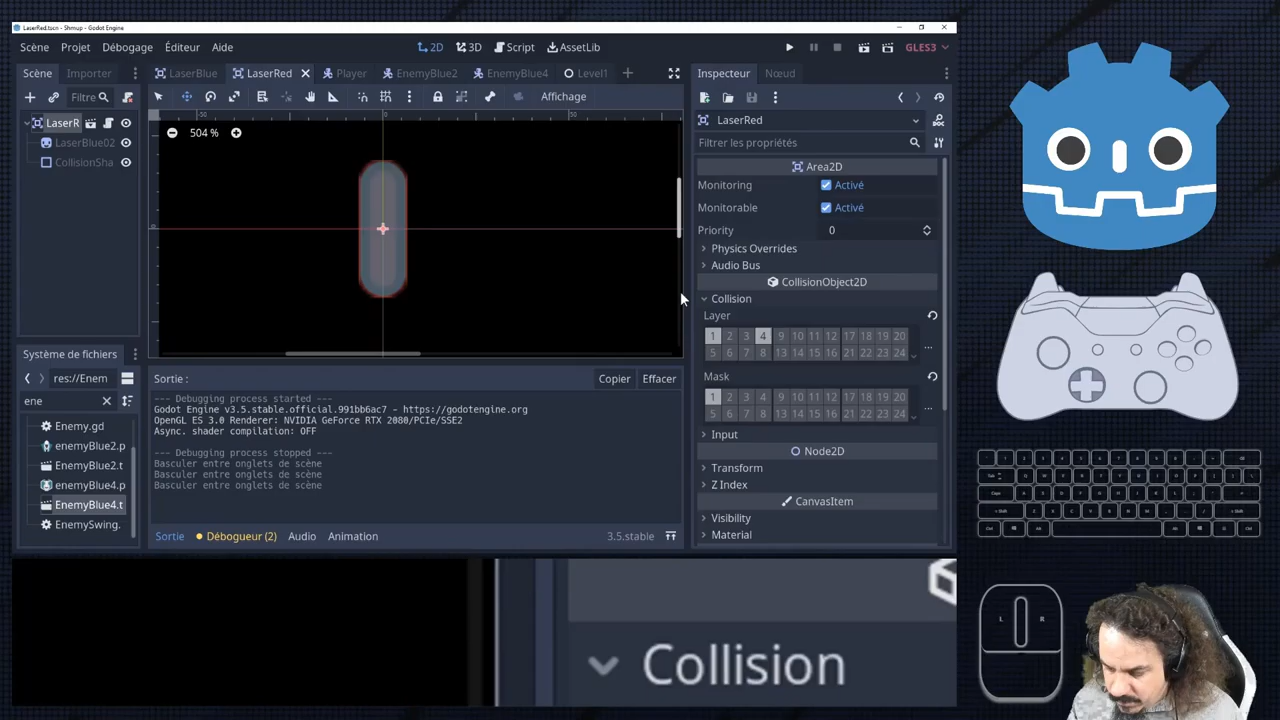 LaserRed.tscn - Shmup - Godot Engine
Scène Projet Débogage Éditeur Aide
2D 3D Script AssetLib
GLES3
Scène Importer
LaserBlue LaserRed Player EnemyBlue2 EnemyBlue4 Level1
Inspecteur Nœud
Filtre
Affichage
LaserR
LaserBlue02
CollisionSha
504 %
-50 0 50
0
LaserRed
Filtrer les propriétés
Area2D
Monitoring Activé
Monitorable Activé
Priority 0
Physics Overrides
Audio Bus
CollisionObject2D
Collision
Layer
1 2 3 4 9 10 11 12 17 18 19 20
5 6 7 8 13 14 15 16 21 22 23 24
Mask
1 2 3 4 9 10 11 12 17 18 19 20
5 6 7 8 13 14 15 16 21 22 23 24
Input
Node2D
Transform
Z Index
CanvasItem
Visibility
Material
Système de fichiers
res://Enem
ene
Enemy.gd
enemyBlue2.p
EnemyBlue2.t
enemyBlue4.p
EnemyBlue4.t
EnemySwing.
Sortie :
Copier Effacer
--- Debugging process started ---
Godot Engine v3.5.stable.official.991bb6ac7 - https://godotengine.org
OpenGL ES 3.0 Renderer: NVIDIA GeForce RTX 2080/PCIe/SSE2
Async. shader compilation: OFF
--- Debugging process stopped ---
Basculer entre onglets de scène
Basculer entre onglets de scène
Basculer entre onglets de scène
Sortie Débogueur (2) Audio Animation
3.5.stable
Collision
L R